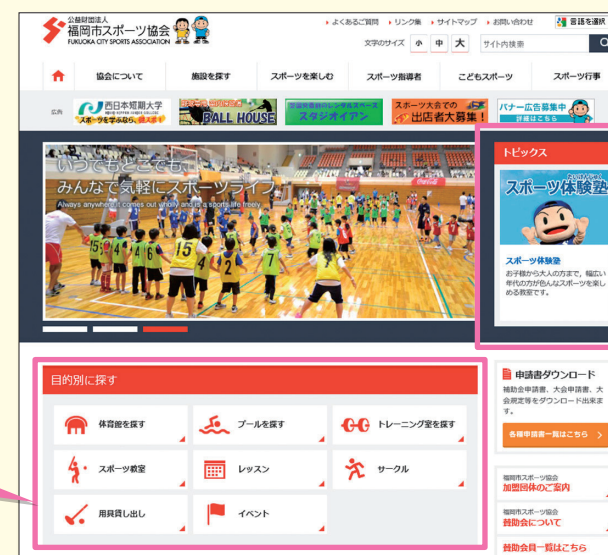 公益財団法人
福岡市スポーツ協会
FUKUOKA CITY SPORTS ASSOCIATION
よくあるご質問
リンク集
サイトマップ
お問い合わせ
言語を選択
文字のサイズ 小 中 大
サイト内検索
協会について
施設を探す
スポーツを楽しむ
スポーツ指導者
こどもスポーツ
スポーツ行事
広告
西日本短期大学
スポーツを学ぶなら、
BALL HOUSE
スタジオイアン
スポーツ大会での
出店者大募集!
バナー広告募集中
詳細はこちら
いつでもどこでも
みんなで気軽にスポーツライフ
Always anywhere it comes out wholly and is a sports life freely
Coca-Cola
15
4
15
2
7
トピックス
スポーツ体験塾
スポーツ体験塾
お子様から大人の方まで，幅広い
年代の方が色んなスポーツを楽し
める教室です。
目的別に探す
体育館を探す
プールを探す
トレーニング室を探す
スポーツ教室
レッスン
サークル
用具貸し出し
イベント
申請書ダウンロード
補助金申請書、大会申請書、大
会規定等をダウンロード出来ま
す。
各種申請書一覧はこちら
福岡市スポーツ協会
加盟団体のご案内
福岡市スポーツ協会
賛助会について
賛助会員一覧はこちら